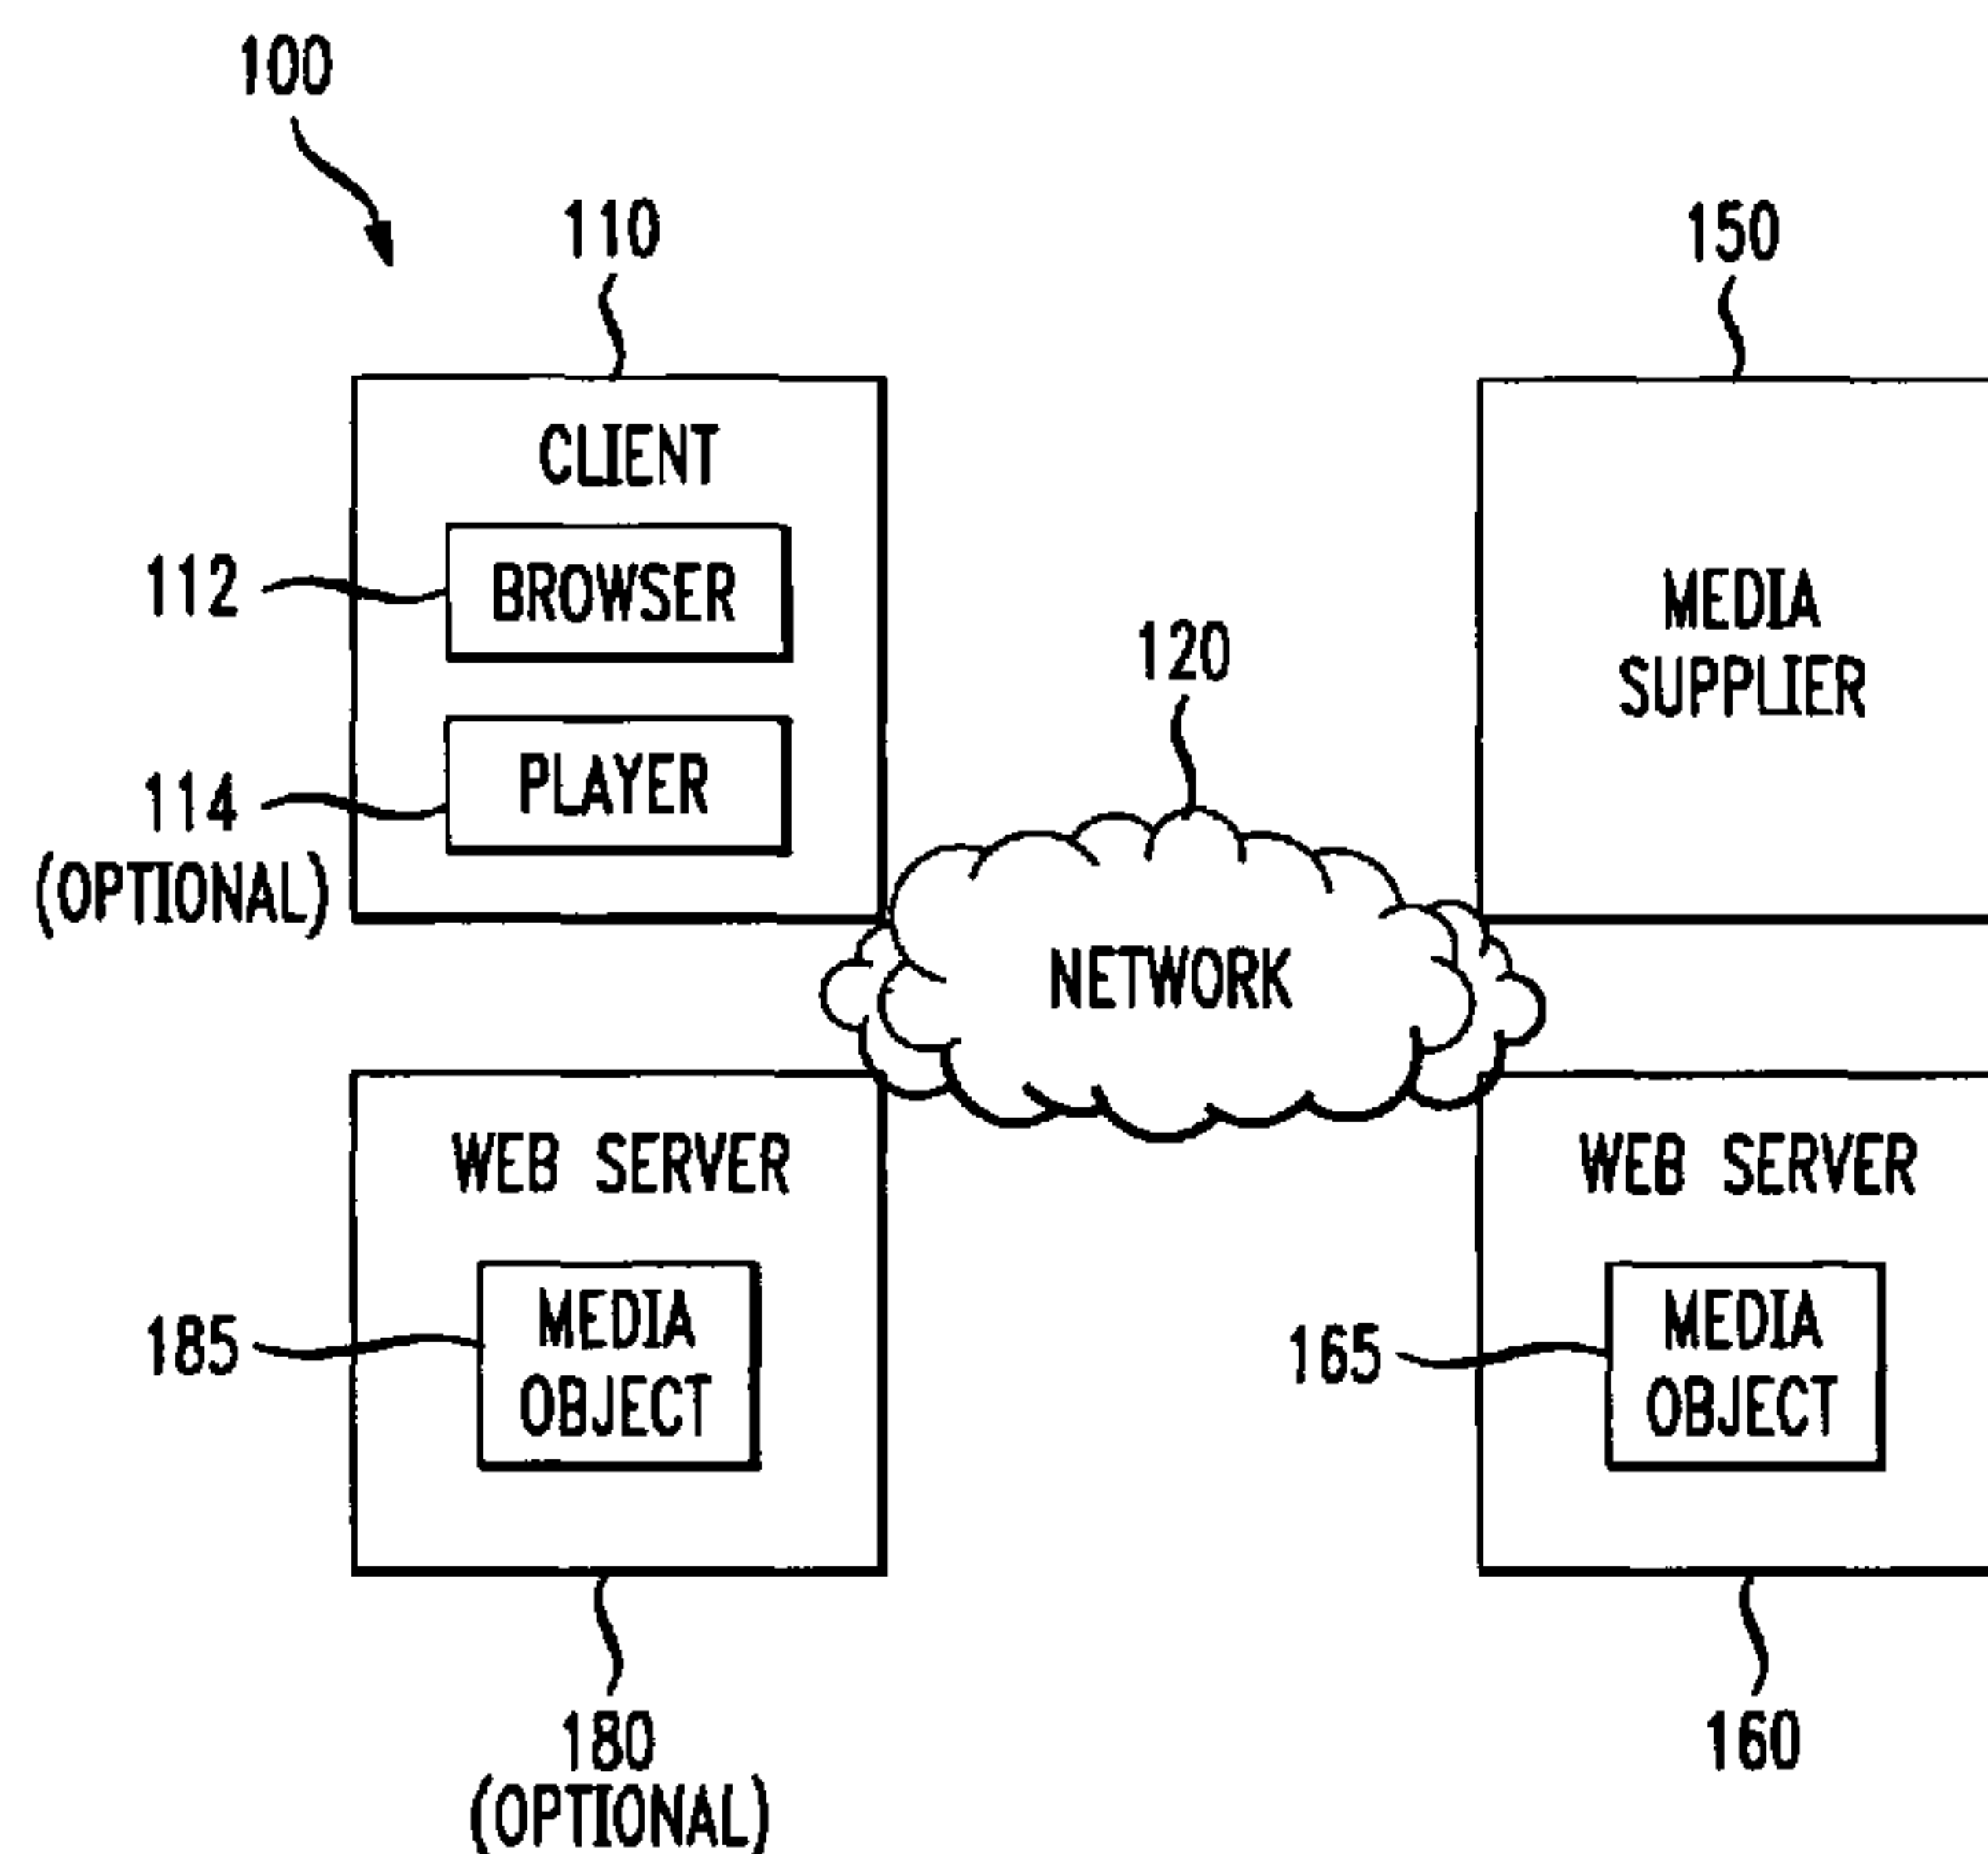 100
110
150
CLIENT
112
BROWSER
MEDIA
SUPPLIER
120
114
(OPTIONAL)
PLAYER
NETWORK
WEB SERVER
WEB SERVER
185
MEDIA
OBJECT
165
MEDIA
OBJECT
180
(OPTIONAL)
160